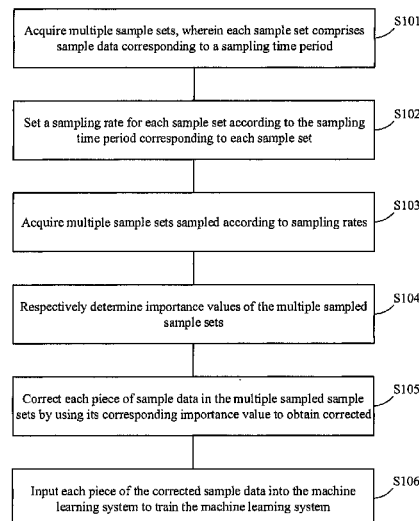 S101
Acquire multiple sample sets, wherein each sample set comprises
sample data corresponding to a sampling time period
S102
Set a sampling rate for each sample set according to the sampling
time period corresponding to each sample set
S103
Acquire multiple sample sets sampled according to sampling rates
S104
Respectively determine importance values of the multiple sampled
sample sets
S105
Correct each piece of sample data in the multiple sampled sample
sets by using its corresponding importance value to obtain corrected
S106
Input each piece of the corrected sample data into the machine
learning system to train the machine learning system